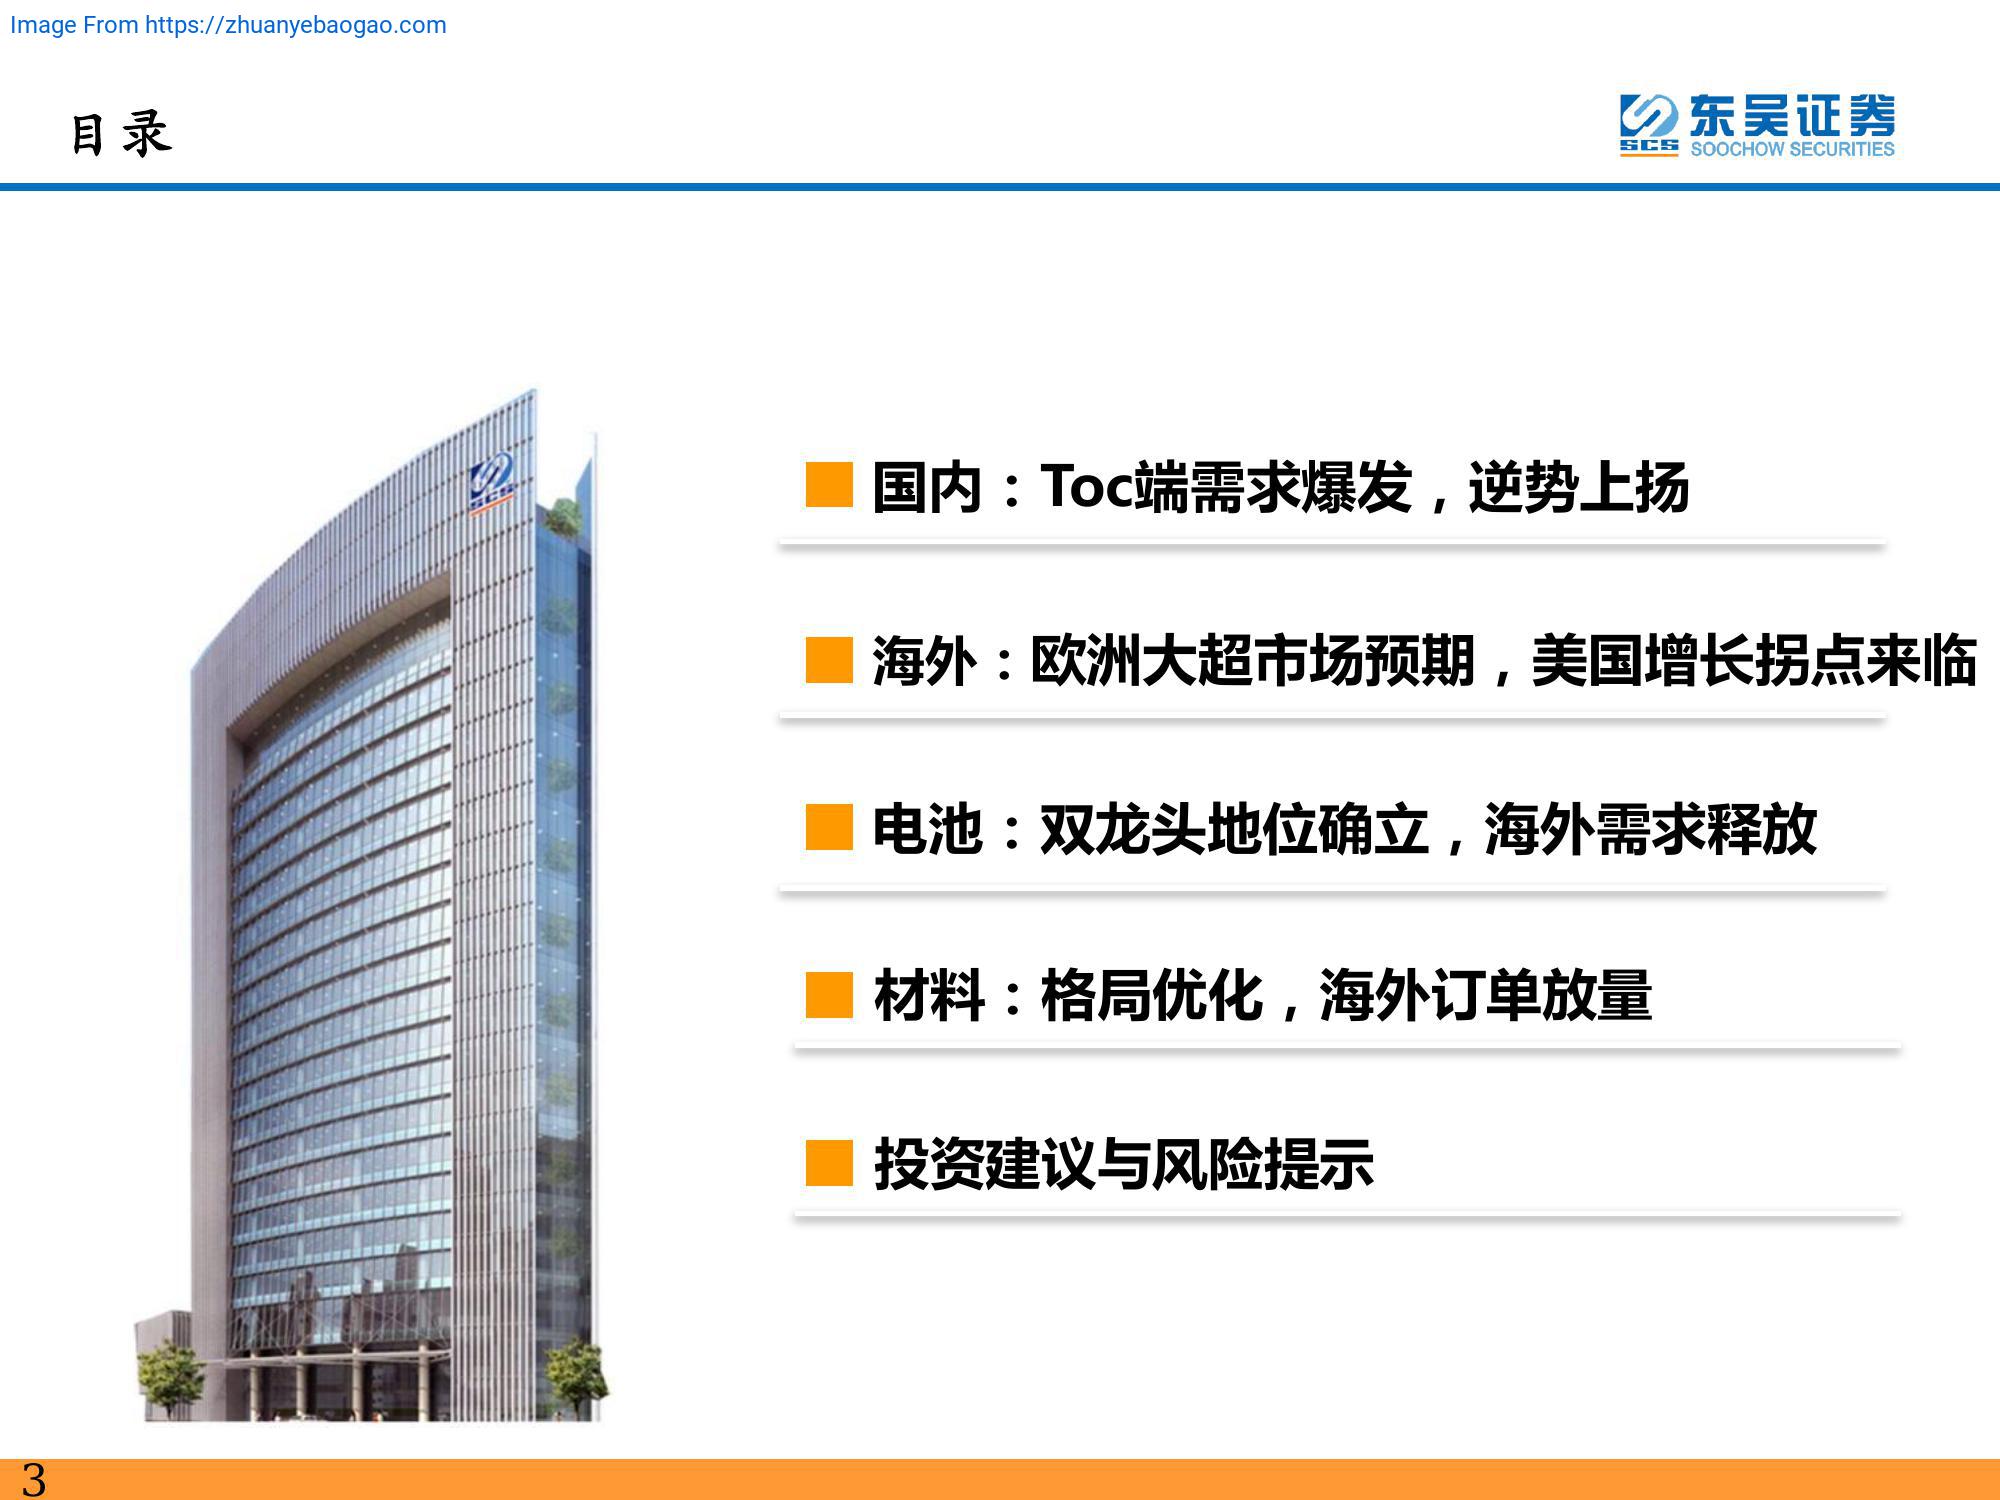 Image From https://zhuanyebaogao.com
目录
东吴证券
SCS
SOOCHOW SECURITIES
SCS
国内：Toc端需求爆发，逆势上扬
海外：欧洲大超市场预期，美国增长拐点来临
电池：双龙头地位确立，海外需求释放
材料：格局优化，海外订单放量
投资建议与风险提示
3